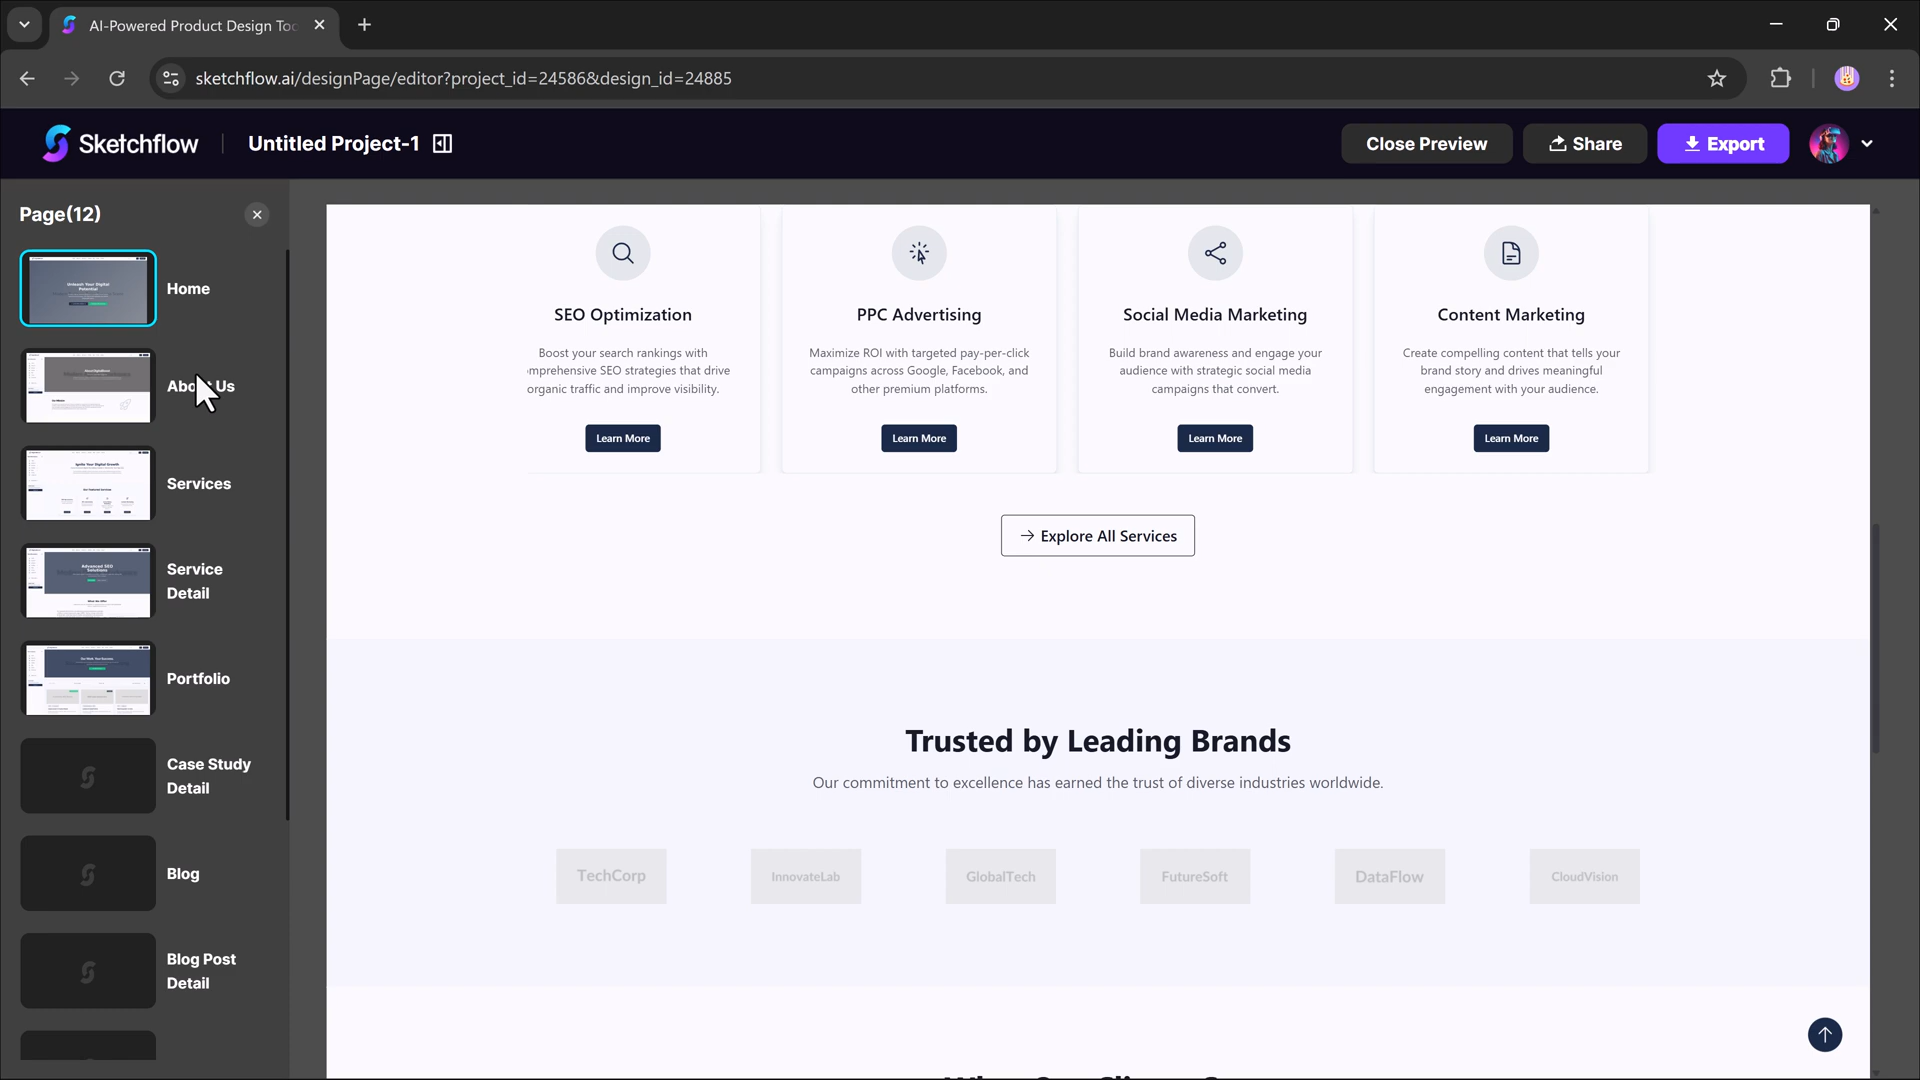 AI-Powered Product Design Too
sketchflow.ai/designPage/editor?project_id=24586&design_id=24885
Sketchflow
Untitled Project-1
Close Preview
Share
Export
Page(12)
Home
About Us
Services
Service
Detail
Portfolio
Case Study
Detail
Blog
Blog Post
Detail
SEO Optimization
Boost your search rankings with
mprehensive SEO strategies that drive
organic traffic and improve visibility.
Learn More
PPC Advertising
Maximize ROI with targeted pay-per-click
campaigns across Google, Facebook, and
other premium platforms.
Learn More
Social Media Marketing
Build brand awareness and engage your
audience with strategic social media
campaigns that convert.
Learn More
Content Marketing
Create compelling content that tells your
brand story and drives meaningful
engagement with your audience.
Learn More
Explore All Services
Trusted by Leading Brands
Our commitment to excellence has earned the trust of diverse industries worldwide.
TechCorp
InnovateLab
GlobalTech
FutureSoft
DataFlow
CloudVision